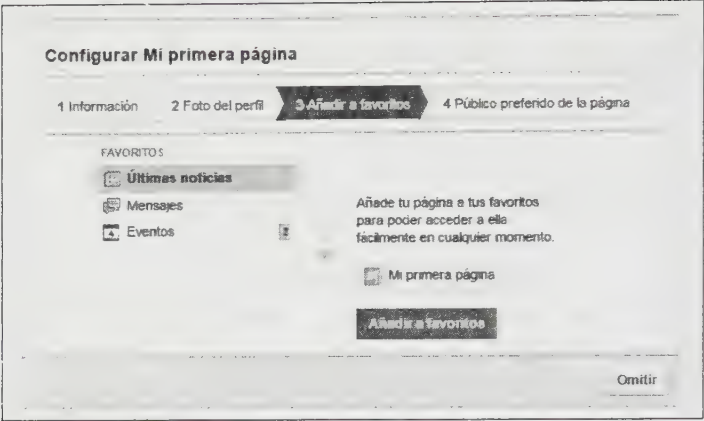 Configurar Mi primera página
1 Información 2 Foto del perfil 3 Añadir a favoritos 4 Público preferido de la página
FAVORITOS
Últimas noticias
Mensajes
Eventos
Añade tu página a tus favoritos
para poder acceder a ella
fácilmente en cualquier momento.
Mi primera página
Añadir a favoritos
Omitir